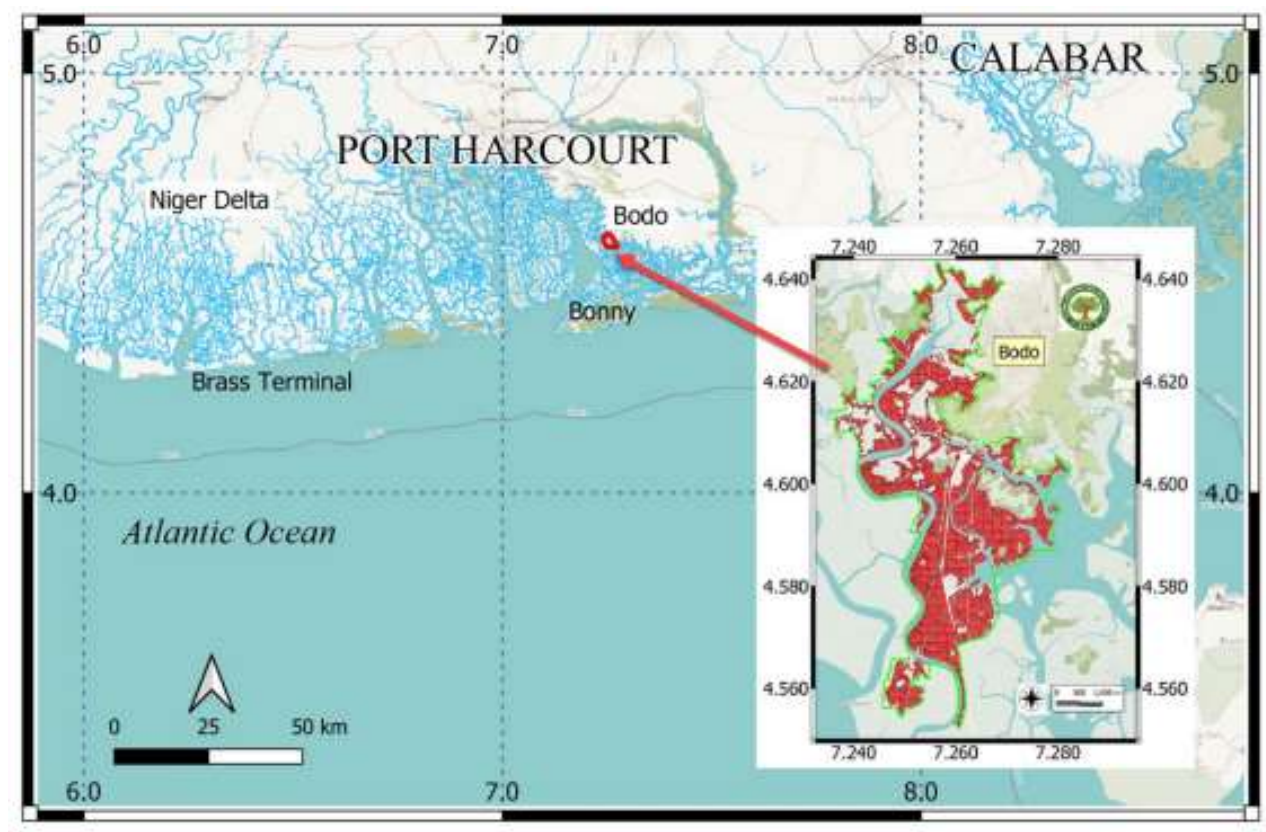 6.0 7.0 8.0
CALABAR
5.0 5.0
PORT HARCOURT
Niger Delta
Bodo
7.240 7.260 7.280
4.640 4.640
Bonny
Bodo
Brass Terminal
4.620 4.620
4.600 4.600
4.0 4.0
Atlantic Ocean
4.580 4.580
4.560 4.560
0 25 50 km
7.240 7.260 7.280
6.0 7.0 8.0